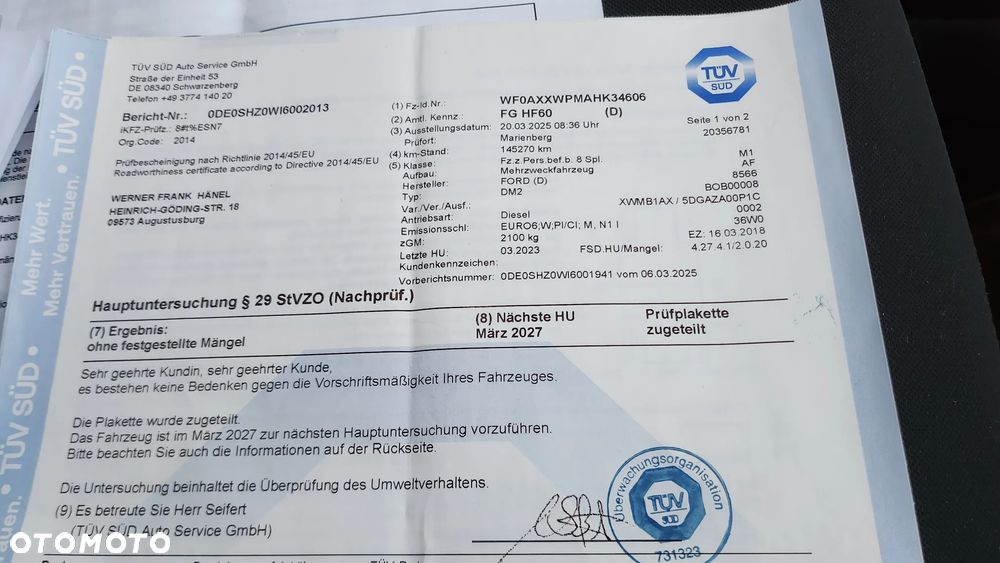 TÜV SÜD Auto Service GmbH
Straße der Einheit 53
DE 08340 Schwarzenberg
Telefon +49 3774 140 20
Bericht-Nr.: 0DE0SHZ0WI6002013
iKFZ-Prüfz.: 8#t%ESN7
Org.Code: 2014
Prüfbescheinigung nach Richtlinie 2014/45/EU
Roadworthiness certificate according to Directive 2014/45/EU
WERNER FRANK HÄNEL
HEINRICH-GÖDING-STR. 18
09573 Augustusburg
(1) Fz-Id.Nr.: WF0AXXWPMAHK34606
(2) Amtl. Kennz.: FG HF60 (D)
(3) Ausstellungsdatum: 20.03.2025 08:36 Uhr
Prüfort: Marienberg
(4) km-Stand: 145270 km
(5) Klasse: Fz.z.Pers.bef.b. 8 Spl. M1
Aufbau: Mehrzweckfahrzeug AF
Hersteller: FORD (D) 8566
Typ: DM2 BOB00008
Var./Ver./Ausf.: XWMB1AX / 5DGAZA00P1C
Antriebsart: Diesel 0002
Emissionsschl.: EURO6;W;PI/CI; M, N1 I 36W0
zGM: 2100 kg EZ: 16.03.2018
Letzte HU: 03.2023 FSD.HU/Mangel: 4.27.4.1/2.0.20
Kundenkennzeichen:
Vorberichtsnummer: 0DE0SHZ0WI6001941 vom 06.03.2025
TÜV
SÜD
Seite 1 von 2
20356781
Hauptuntersuchung § 29 StVZO (Nachprüf.)
(7) Ergebnis:
ohne festgestellte Mängel
(8) Nächste HU
März 2027
Prüfplakette
zugeteilt
Sehr geehrte Kundin, sehr geehrter Kunde,
es bestehen keine Bedenken gegen die Vorschriftsmäßigkeit Ihres Fahrzeuges.
Die Plakette wurde zugeteilt.
Das Fahrzeug ist im März 2027 zur nächsten Hauptuntersuchung vorzuführen.
Bitte beachten Sie auch die Informationen auf der Rückseite.
Die Untersuchung beinhaltet die Überprüfung des Umweltverhaltens.
(9) Es betreute Sie Herr Seifert
(TÜV SÜD Auto Service GmbH)
Überwachungsorganisation
TÜV
SÜD
731323
Mehr Wert.
Mehr Vertrauen. • TÜV SÜD •
TÜV SÜD •
OTOMOTO